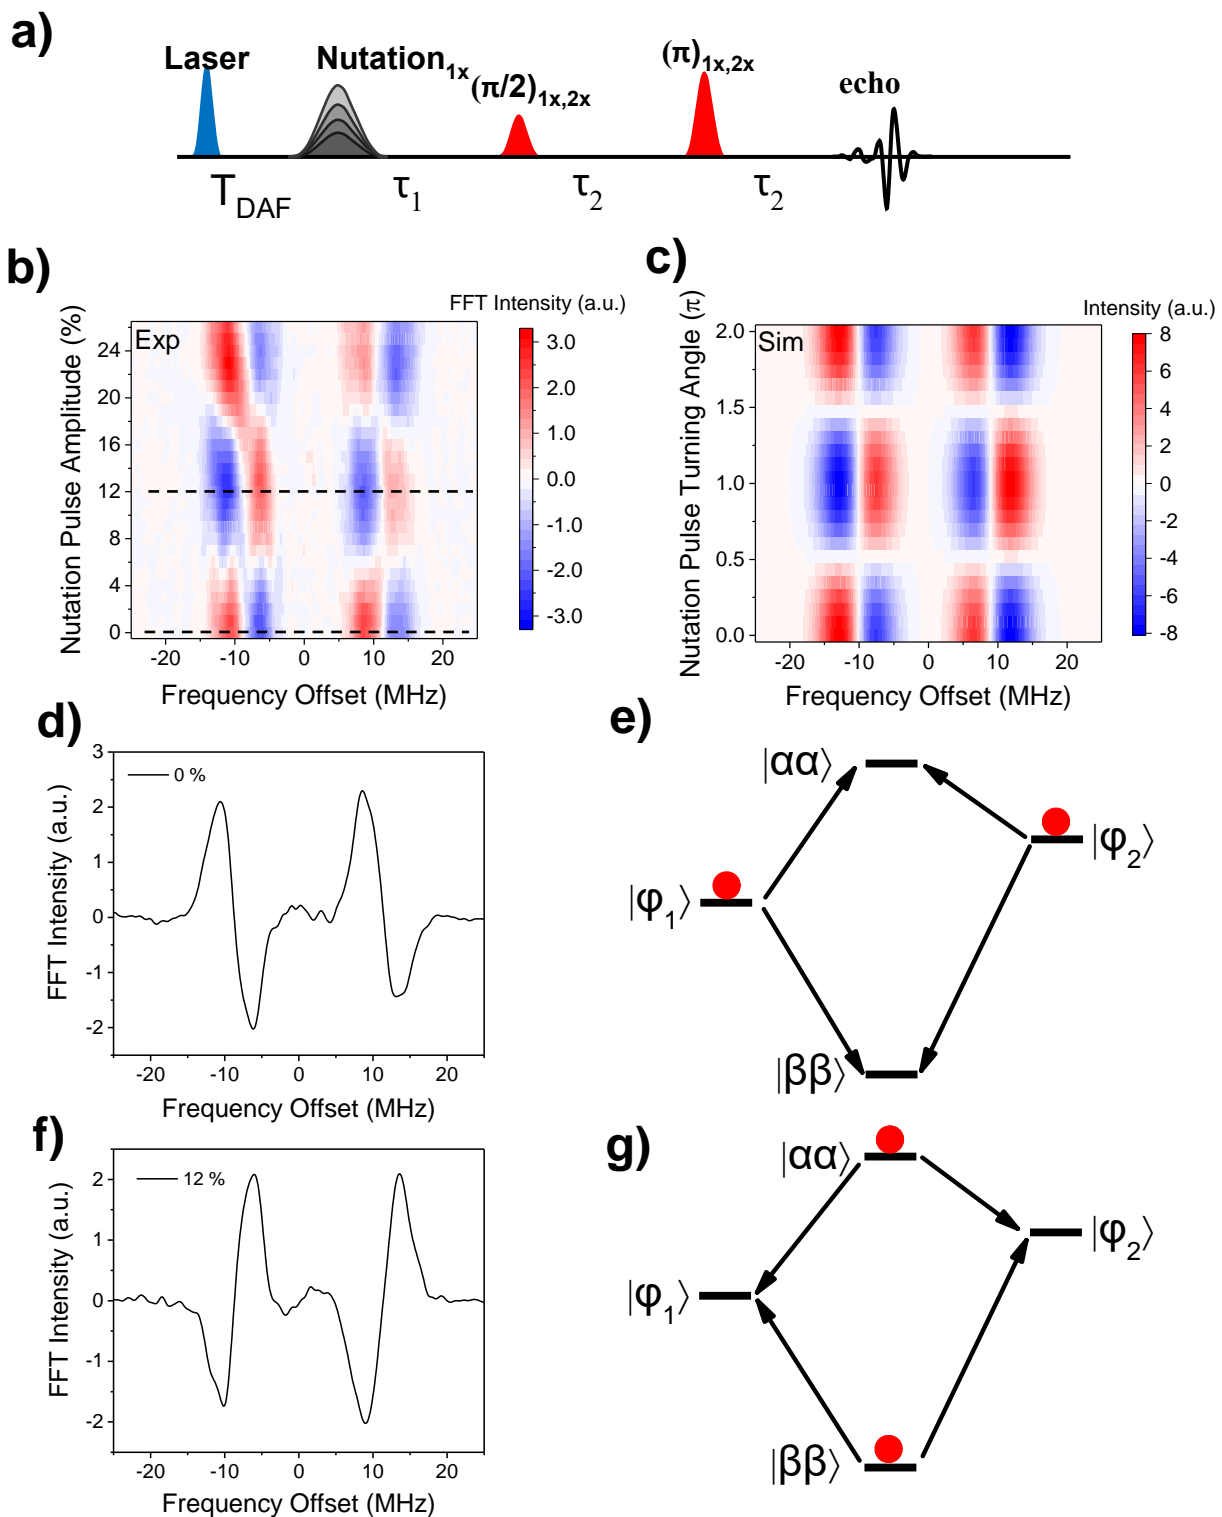 a)
Laser
Nutation1x
(π/2)1x,2x
(π)1x,2x
echo
TDAF
τ1
τ2
τ2
b)
FFT Intensity (a.u.)
Exp
Nutation Pulse Amplitude (%)
24
20
16
12
8
4
0
-20 -10 0 10 20
Frequency Offset (MHz)
3.0
2.0
1.0
0.0
-1.0
-2.0
-3.0
c)
Intensity (a.u.)
Sim
Nutation Pulse Turning Angle (π)
2.0
1.5
1.0
0.5
0.0
-20 -10 0 10 20
Frequency Offset (MHz)
8
6
4
2
0
-2
-4
-6
-8
d)
0 %
FFT Intensity (a.u.)
3
2
1
0
-1
-2
-20 -10 0 10 20
Frequency Offset (MHz)
e)
|αα⟩
|φ2⟩
|φ1⟩
|ββ⟩
f)
12 %
FFT Intensity (a.u.)
2
1
0
-1
-2
-20 -10 0 10 20
Frequency Offset (MHz)
g)
|αα⟩
|φ2⟩
|φ1⟩
|ββ⟩